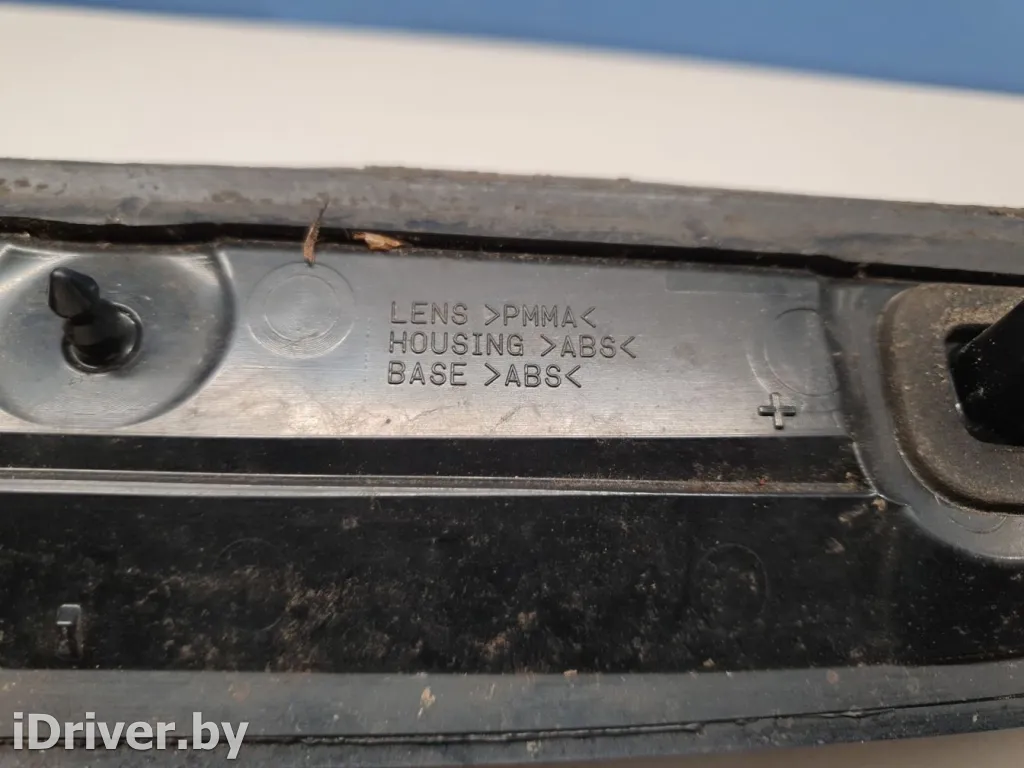 LENS >PMMA<
HOUSING >ABS<
BASE >ABS<
iDriver.by